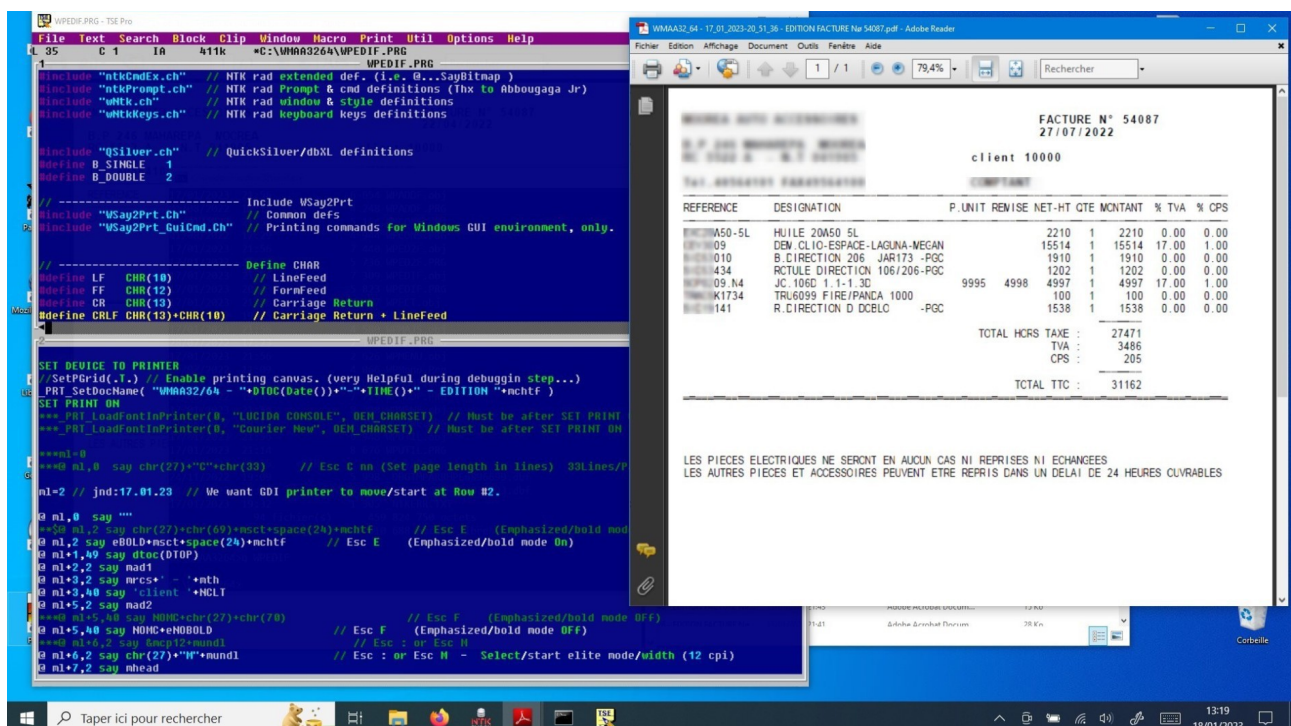 WPEDIF.PRG - TSE Pro
File Text Search Block Clip Window Macro Print Util Options Help
L 35 C 1 IA 411k *C:\WMAA3264\WPEDIF.PRG
1 WPEDIF.PRG
#include "ntkCmdEx.ch" // NTK rad extended def. (i.e. @...SayBitmap )
#include "ntkPrompt.ch" // NTK rad Prompt & cmd definitions (Thx to Abbougaga Jr)
#include "wNtk.ch" // NTK rad window & style definitions
#include "wNtkKeys.ch" // NTK rad keyboard keys definitions
#include "QSilver.ch" // QuickSilver/dbXL definitions
#define B_SINGLE 1
#define B_DOUBLE 2
// --------------------------- Include WSay2Prt
#include "WSay2Prt.Ch" // Common defs
#include "WSay2Prt_GuiCmd.Ch" // Printing commands for Windows GUI environment, only.
// --------------------------- Define CHAR
#define LF CHR(10) // LineFeed
#define FF CHR(12) // FormFeed
#define CR CHR(13) // Carriage Return
#define CRLF CHR(13)+CHR(10) // Carriage Return + LineFeed
2 WPEDIF.PRG
SET DEVICE TO PRINTER
//SetPGrid(.T.) // Enable printing canvas. (very Helpful during debuggin step...)
_PRT_SetDocName( "WMAA32/64 - "+DTOC(Date())+"-"+TIME()+" - EDITION "+mchtf )
SET PRINT ON
***_PRT_LoadFontInPrinter(0, "LUCIDA CONSOLE", OEM_CHARSET) // Must be after SET PRINT
***_PRT_LoadFontInPrinter(0, "Courier New", OEM_CHARSET) // Must be after SET PRINT ON
***ml=0
***@ ml,0 say chr(27)+"C"+chr(33) // Esc C nn (Set page length in lines) 33Lines/P
ml=2 // jnd:17.01.23 // We want GDI printer to move/start at Row #2.
@ ml,0 say ""
**$@ ml,2 say chr(27)+chr(69)+msct+space(24)+mchtf // Esc E (Emphasized/bold mod
@ ml,2 say eBOLD+msct+space(24)+mchtf // Esc E (Emphasized/bold mode On)
@ ml+1,49 say dtoc(DTOP)
@ ml+2,2 say mad1
@ ml+3,2 say mrcs+' - '+mth
@ ml+3,40 say 'client '+NCLT
@ ml+5,2 say mad2
***@ ml+5,40 say NOMC+chr(27)+chr(70) // Esc F (Emphasized/bold mode OFF)
@ ml+5,40 say NOMC+eNOBOLD // Esc F (Emphasized/bold mode OFF)
***@ ml+6,2 say &mcp12+mundl // Esc : or Esc M
@ ml+6,2 say chr(27)+"M"+mundl // Esc : or Esc M - Select/start elite mode/width (12 cpi)
@ ml+7,2 say mhead
WMAA32_64 - 17_01_2023-20_51_36 - EDITION FACTURE Nø 54087.pdf - Adobe Reader
Fichier Edition Affichage Document Outils Fenêtre Aide
1 / 1 79,4% Rechercher
FACTURE N° 54087
27/07/2022
client 10000
COMPTANT
REFERENCE DESIGNATION P.UNIT REMISE NET-HT QTE MONTANT % TVA % CPS
A50-5L HUILE 20A50 5L 2210 1 2210 0.00 0.00
09 DEM.CLIO-ESPACE-LAGUNA-MEGAN 15514 1 15514 17.00 1.00
010 B.DIRECTION 206 JAR173 -PGC 1910 1 1910 0.00 0.00
434 ROTULE DIRECTION 106/206-PGC 1202 1 1202 0.00 0.00
09.N4 JC.106D 1.1-1.3D 9995 4998 4997 1 4997 17.00 1.00
K1734 TRU6099 FIRE/PANDA 1000 100 1 100 0.00 0.00
141 R.DIRECTION D DCBLO -PGC 1538 1 1538 0.00 0.00
TOTAL HORS TAXE : 27471
TVA : 3486
CPS : 205
TOTAL TTC : 31162
LES PIECES ELECTRIQUES NE SERONT EN AUCUN CAS NI REPRISES NI ECHANGEES
LES AUTRES PIECES ET ACCESSOIRES PEUVENT ETRE REPRIS DANS UN DELAI DE 24 HEURES OUVRABLES
Adobe Acrobat Docum...
Corbeille
Taper ici pour rechercher
13:19
18/01/2023